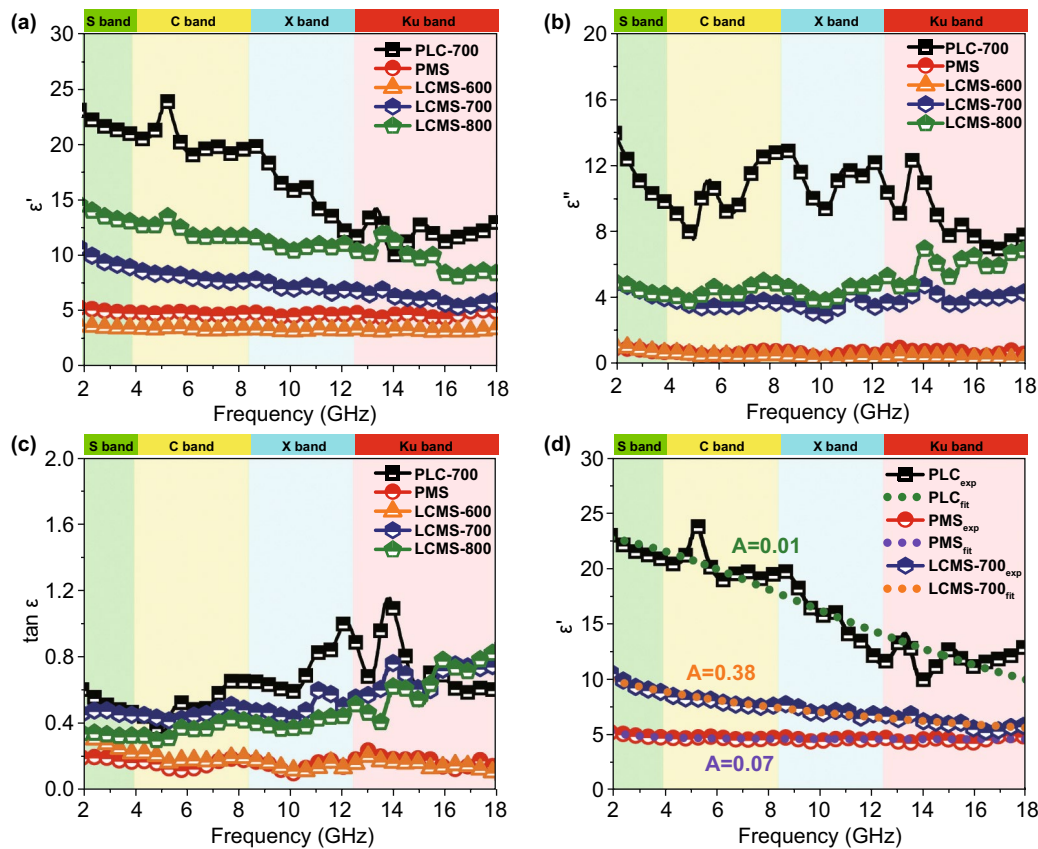 (a)
S band C band X band Ku band
30
25
20
15
10
5
0
ε'
PLC-700
PMS
LCMS-600
LCMS-700
LCMS-800
2 4 6 8 10 12 14 16 18
Frequency (GHz)
(b)
S band C band X band Ku band
20
16
12
8
4
0
ε''
PLC-700
PMS
LCMS-600
LCMS-700
LCMS-800
2 4 6 8 10 12 14 16 18
Frequency (GHz)
(c)
S band C band X band Ku band
2.0
1.6
1.2
0.8
0.4
0.0
tan ε
PLC-700
PMS
LCMS-600
LCMS-700
LCMS-800
2 4 6 8 10 12 14 16 18
Frequency (GHz)
(d)
S band C band X band Ku band
30
25
20
15
10
5
0
ε'
PLCexp
PLCfit
PMSexp
PMSfit
LCMS-700exp
LCMS-700fit
A=0.01
A=0.38
A=0.07
2 4 6 8 10 12 14 16 18
Frequency (GHz)